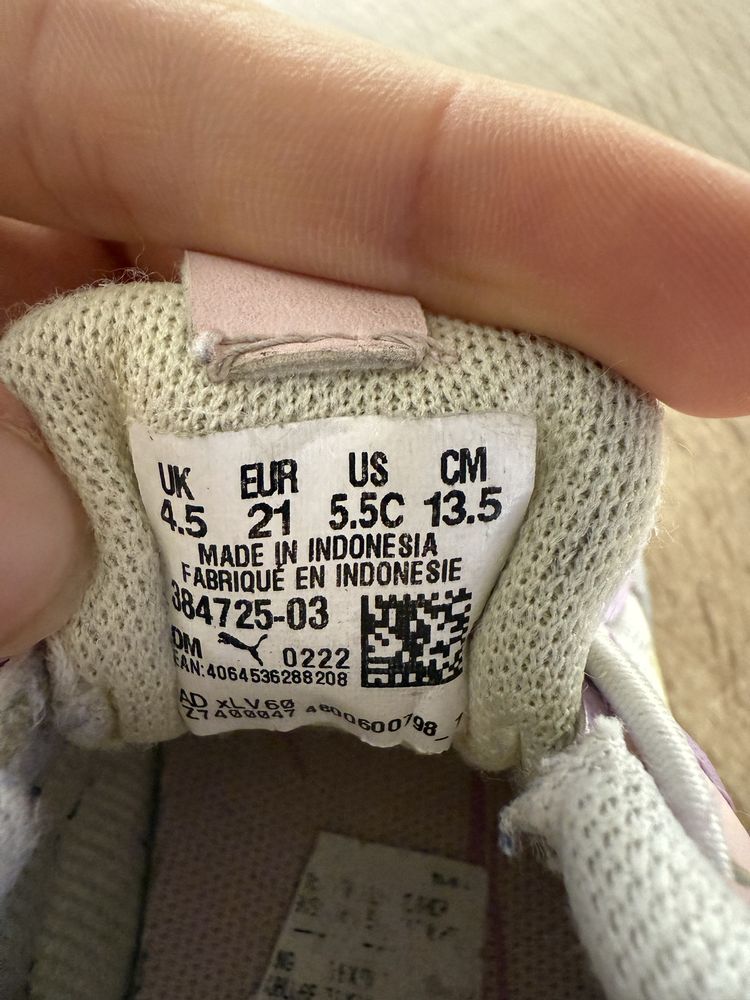 UK EUR US CM
4.5 21 5.5C 13.5
MADE IN INDONESIA
FABRIQUÉ EN INDONESIE
384725-03
DM 0222
EAN:4064536288208
AD xLV60
Z7400047 4600600798_1